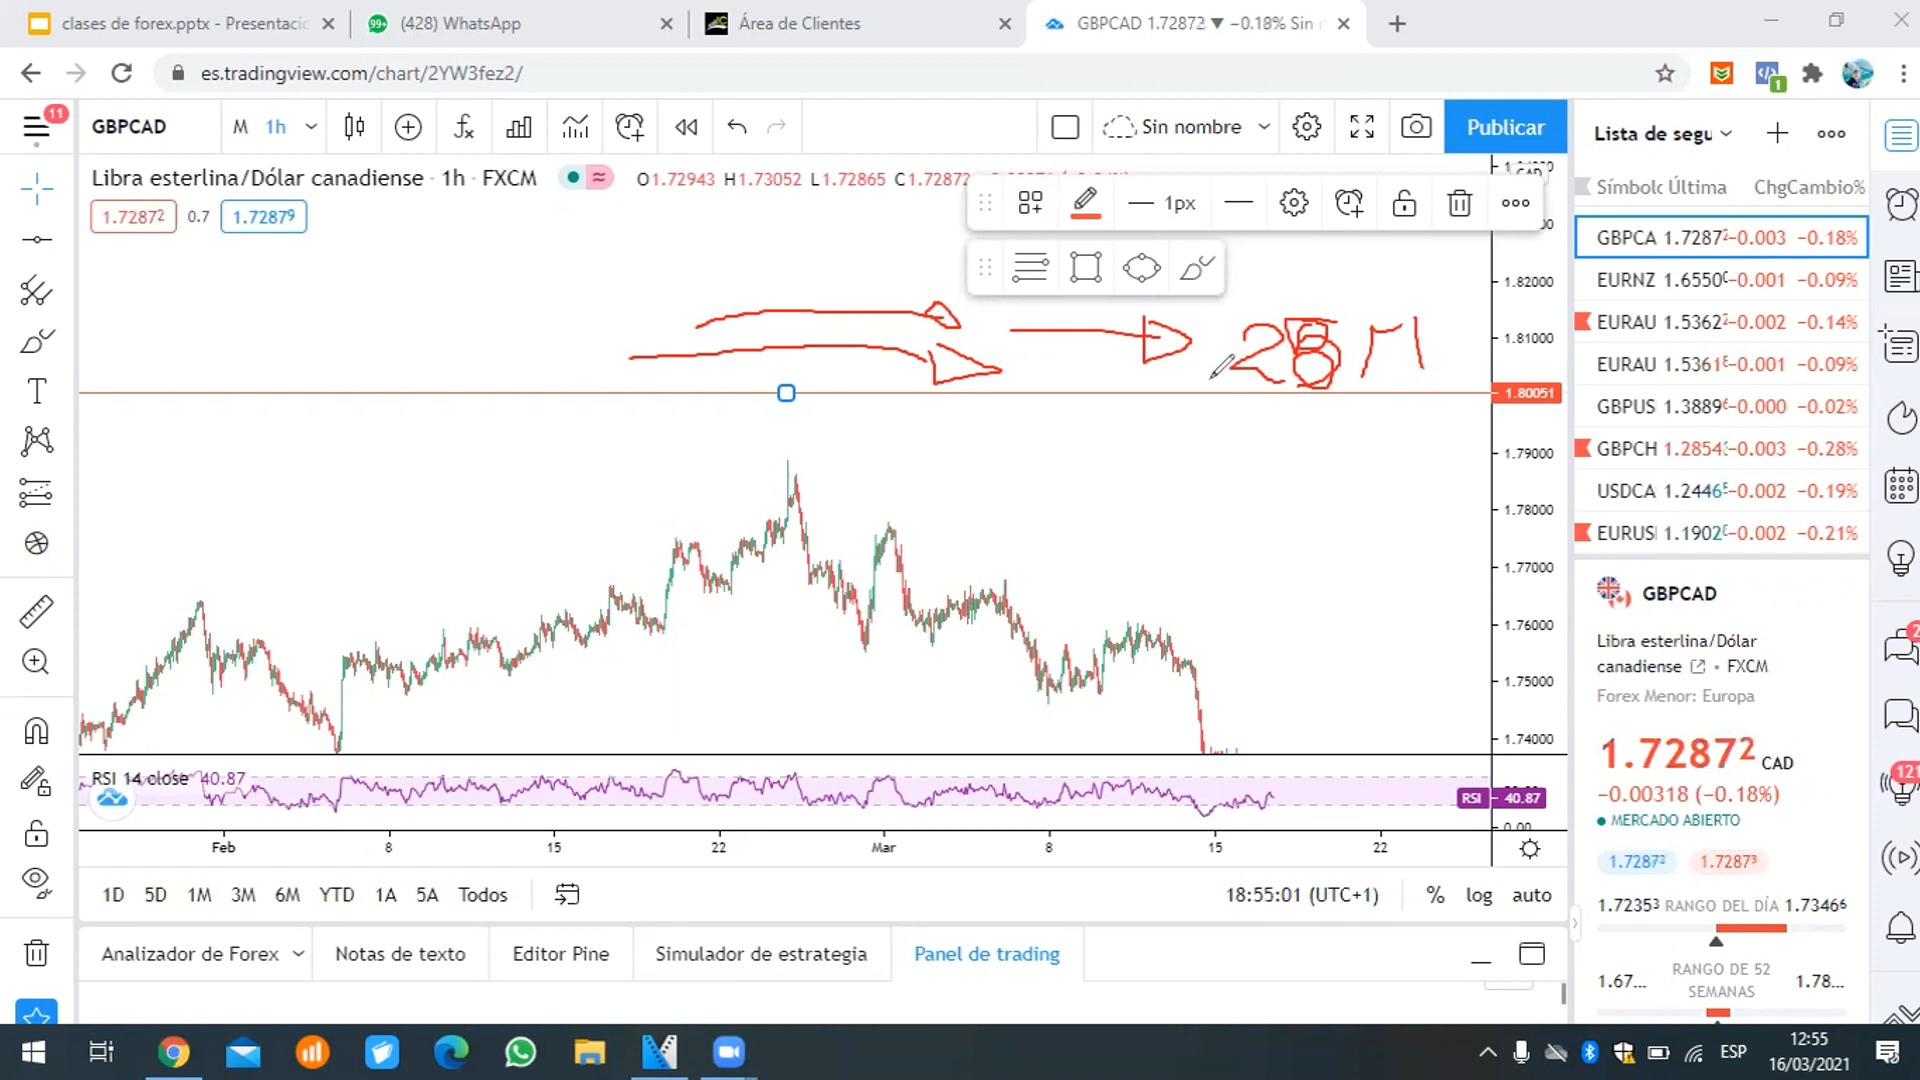 clases de forex.pptx - Presentaci
(428) WhatsApp
Área de Clientes
GBPCAD 1.72872 ▼ −0.18% Sin n
es.tradingview.com/chart/2YW3fez2/
11
GBPCAD
M
1h
Sin nombre
Publicar
Lista de segu
Libra esterlina/Dólar canadiense · 1h · FXCM
O1.72943 H1.73052 L1.72865 C1.72872
CAD
1px
1.72872
0.7
1.72879
Símbolo Última ChgCambio%
GBPCA 1.72872 −0.003 −0.18%
EURNZ 1.6550 −0.001 −0.09%
EURAU 1.5362 −0.002 −0.14%
EURAU 1.5361 −0.001 −0.09%
GBPUS 1.3889 −0.000 −0.02%
GBPCH 1.2854 −0.003 −0.28%
USDCA 1.2446 −0.002 −0.19%
EURUS 1.1902 −0.002 −0.21%
1.82000
1.81000
1.80051
1.79000
1.78000
1.77000
1.76000
1.75000
1.74000
M
GBPCAD
Libra esterlina/Dólar
canadiense • FXCM
Forex Menor: Europa
1.72872 CAD
−0.00318 (−0.18%)
MERCADO ABIERTO
1.72872
1.72873
1.72353 RANGO DEL DÍA 1.73466
1.67... RANGO DE 52 SEMANAS 1.78...
RSI 14 close 40.87
RSI 40.87
0.00
Feb 8 15 22 Mar 8 15 22
1D 5D 1M 3M 6M YTD 1A 5A Todos
18:55:01 (UTC+1)
% log auto
Analizador de Forex
Notas de texto
Editor Pine
Simulador de estrategia
Panel de trading
121
99+
1
ESP
12:55
16/03/2021